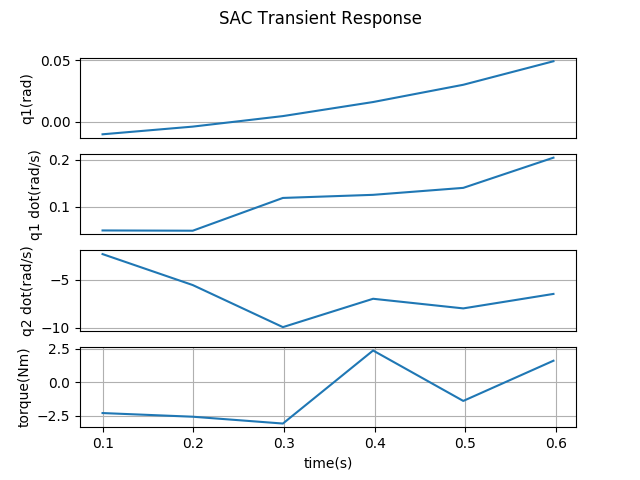 SAC Transient Response
q1(rad)
0.05
0.00
q1 dot(rad/s)
0.2
0.1
q2 dot(rad/s)
−5
−10
torque(Nm)
2.5
0.0
−2.5
0.1 0.2 0.3 0.4 0.5 0.6
time(s)